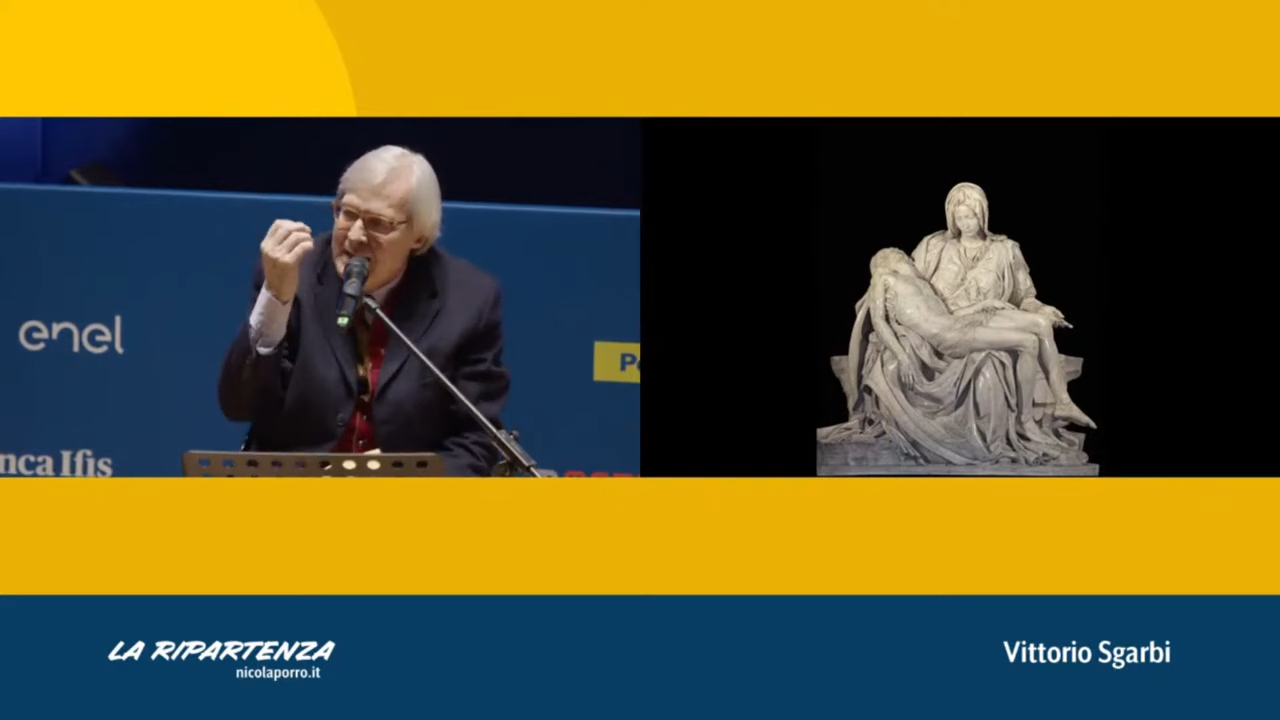 enel
nca Ifis
LA RIPARTENZA
nicolaporro.it
Vittorio Sgarbi